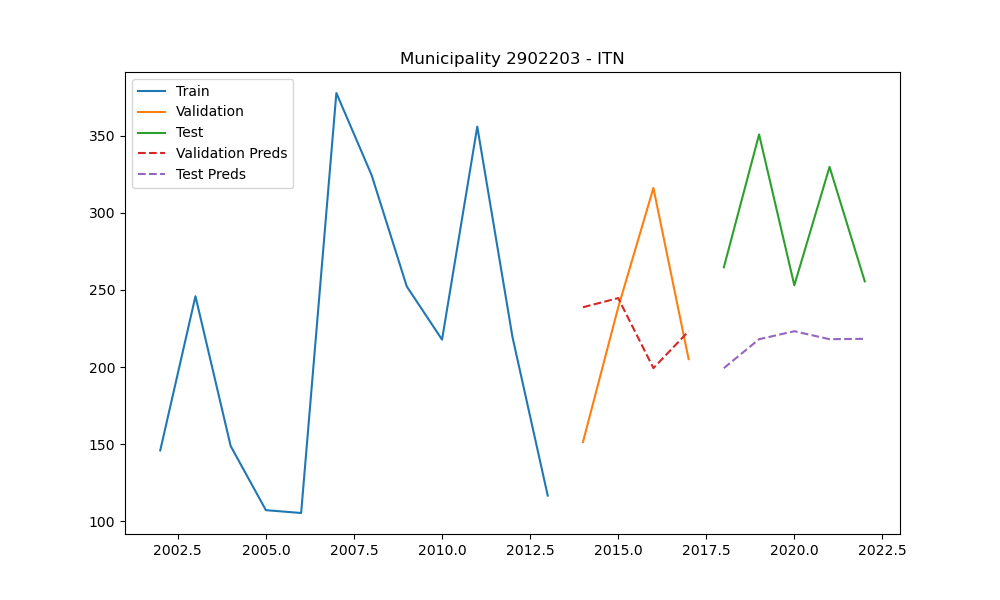 Municipality 2902203 - ITN
Train
Validation
Test
Validation Preds
Test Preds
350
300
250
200
150
100
2002.5 2005.0 2007.5 2010.0 2012.5 2015.0 2017.5 2020.0 2022.5